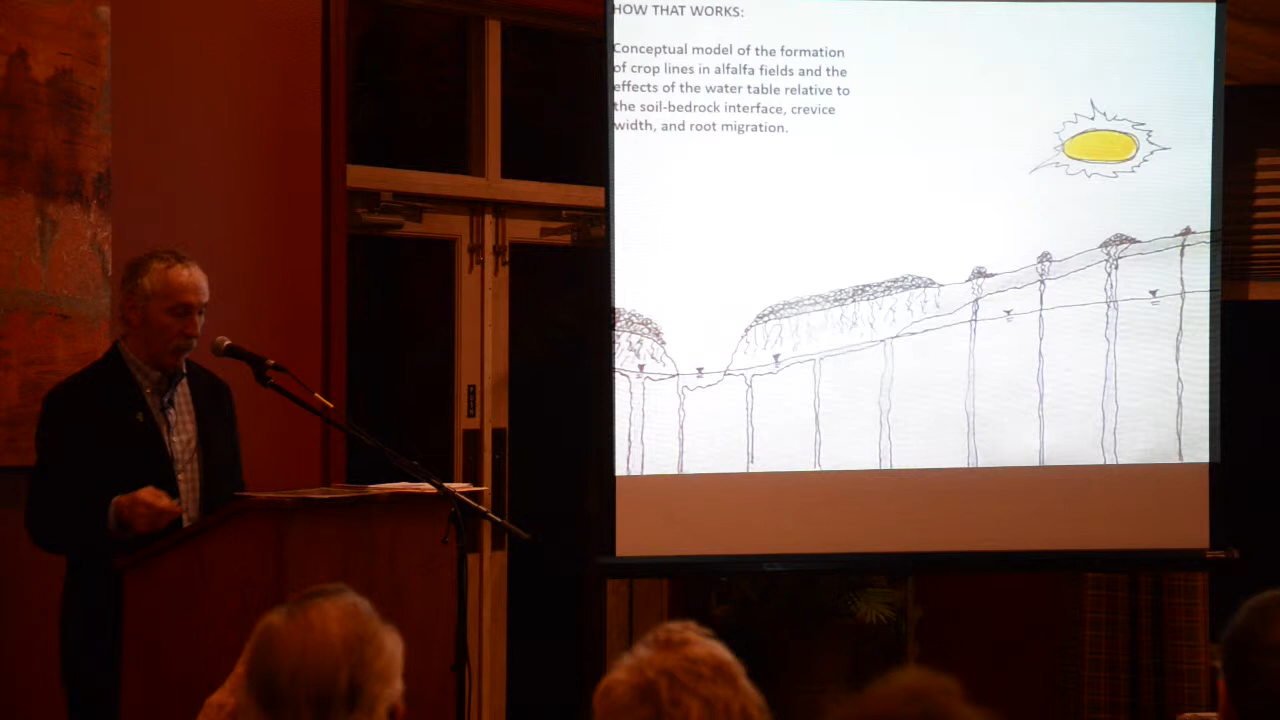 HOW THAT WORKS:
Conceptual model of the formation
of crop lines in alfalfa fields and the
effects of the water table relative to
the soil-bedrock interface, crevice
width, and root migration.